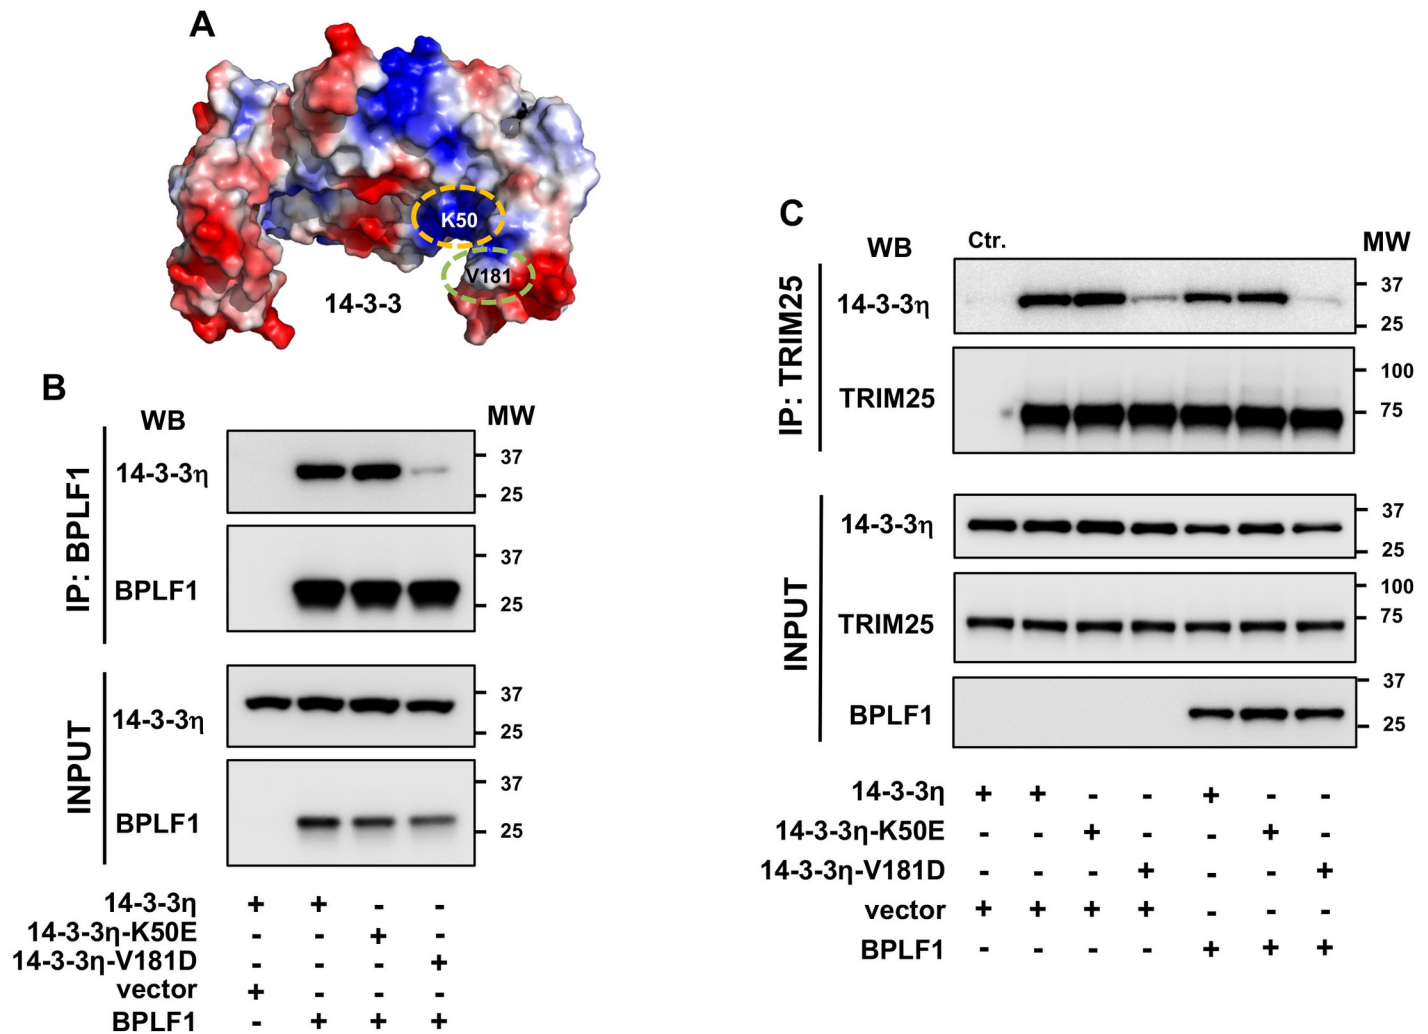 A
K50
V181
14-3-3
B
WB
MW
IP: BPLF1
14-3-3η
37
25
BPLF1
37
25
INPUT
14-3-3η
37
25
BPLF1
37
25
14-3-3η + + - -
14-3-3η-K50E - - + -
14-3-3η-V181D - - - +
vector + - - -
BPLF1 - + + +
C
WB
Ctr.
MW
IP: TRIM25
14-3-3η
37
25
TRIM25
100
75
INPUT
14-3-3η
37
25
TRIM25
100
75
BPLF1
37
25
14-3-3η + + - - + - -
14-3-3η-K50E - - + - - + -
14-3-3η-V181D - - - + - - +
vector + + + + - - -
BPLF1 - - - - + + +